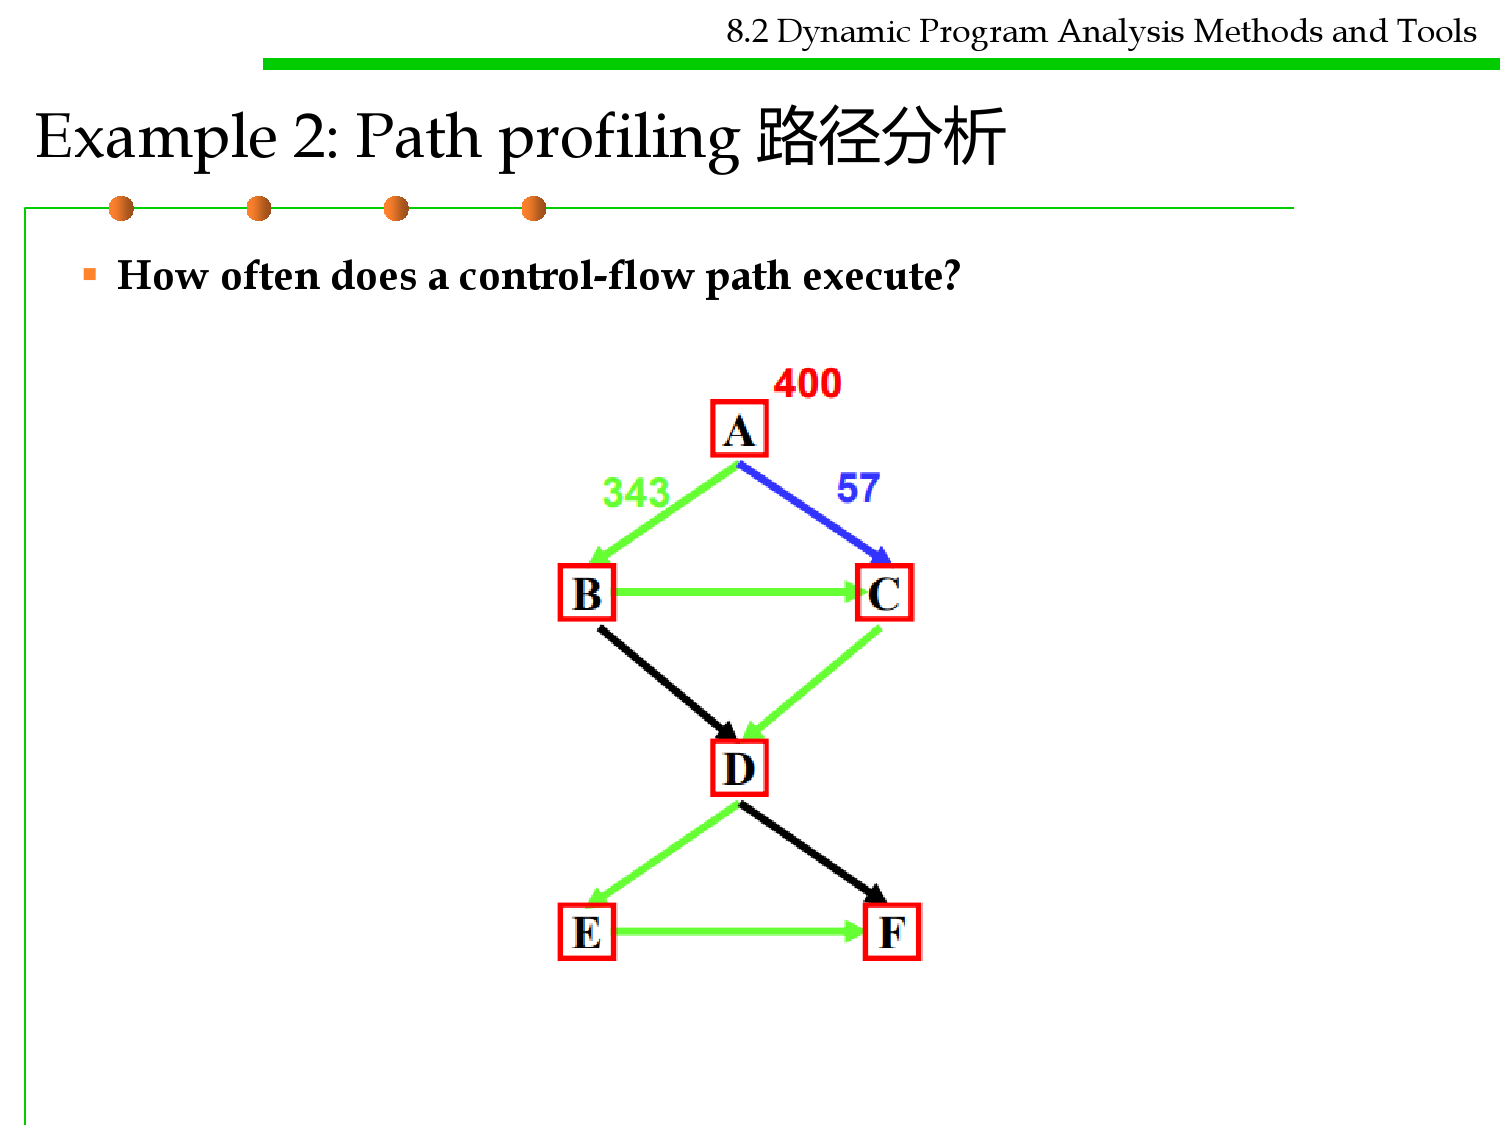 8.2 Dynamic Program Analysis Methods and Tools
Example 2: Path profiling 路径分析
How often does a control-flow path execute?
400
A
343
57
B
C
D
E
F